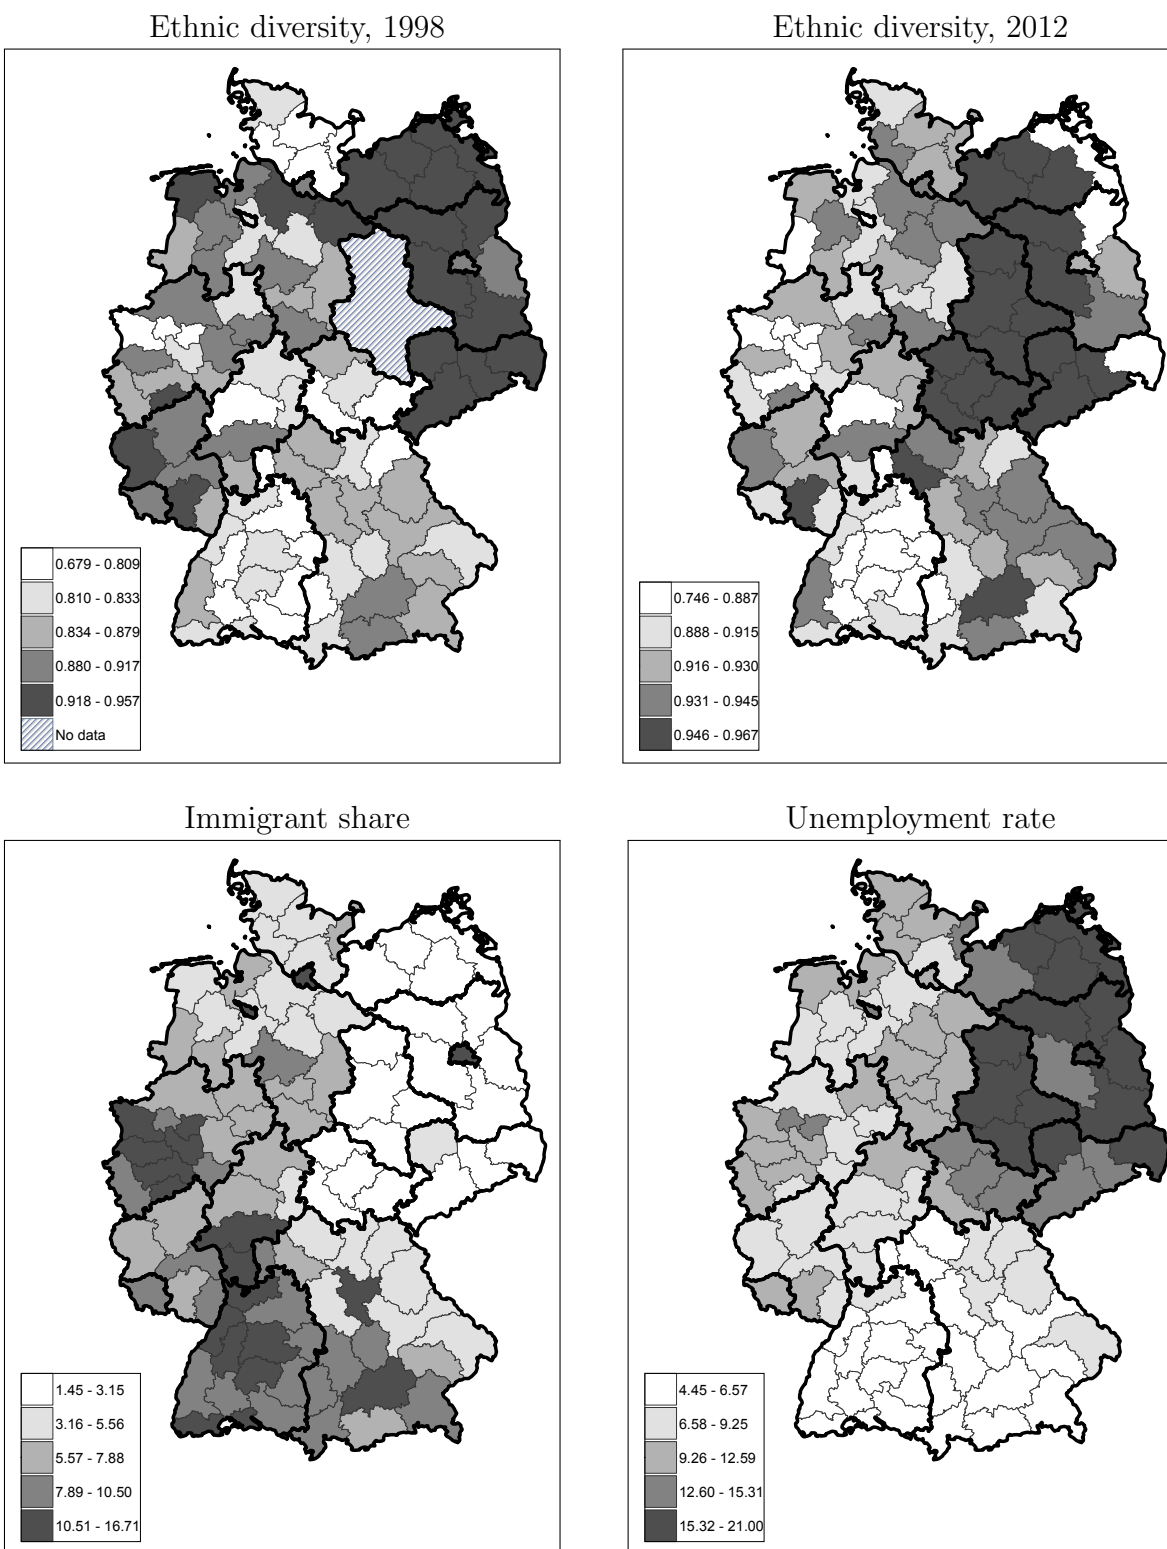 Ethnic diversity, 1998
0.679 - 0.809
0.810 - 0.833
0.834 - 0.879
0.880 - 0.917
0.918 - 0.957
No data
Ethnic diversity, 2012
0.746 - 0.887
0.888 - 0.915
0.916 - 0.930
0.931 - 0.945
0.946 - 0.967
Immigrant share
1.45 - 3.15
3.16 - 5.56
5.57 - 7.88
7.89 - 10.50
10.51 - 16.71
Unemployment rate
4.45 - 6.57
6.58 - 9.25
9.26 - 12.59
12.60 - 15.31
15.32 - 21.00